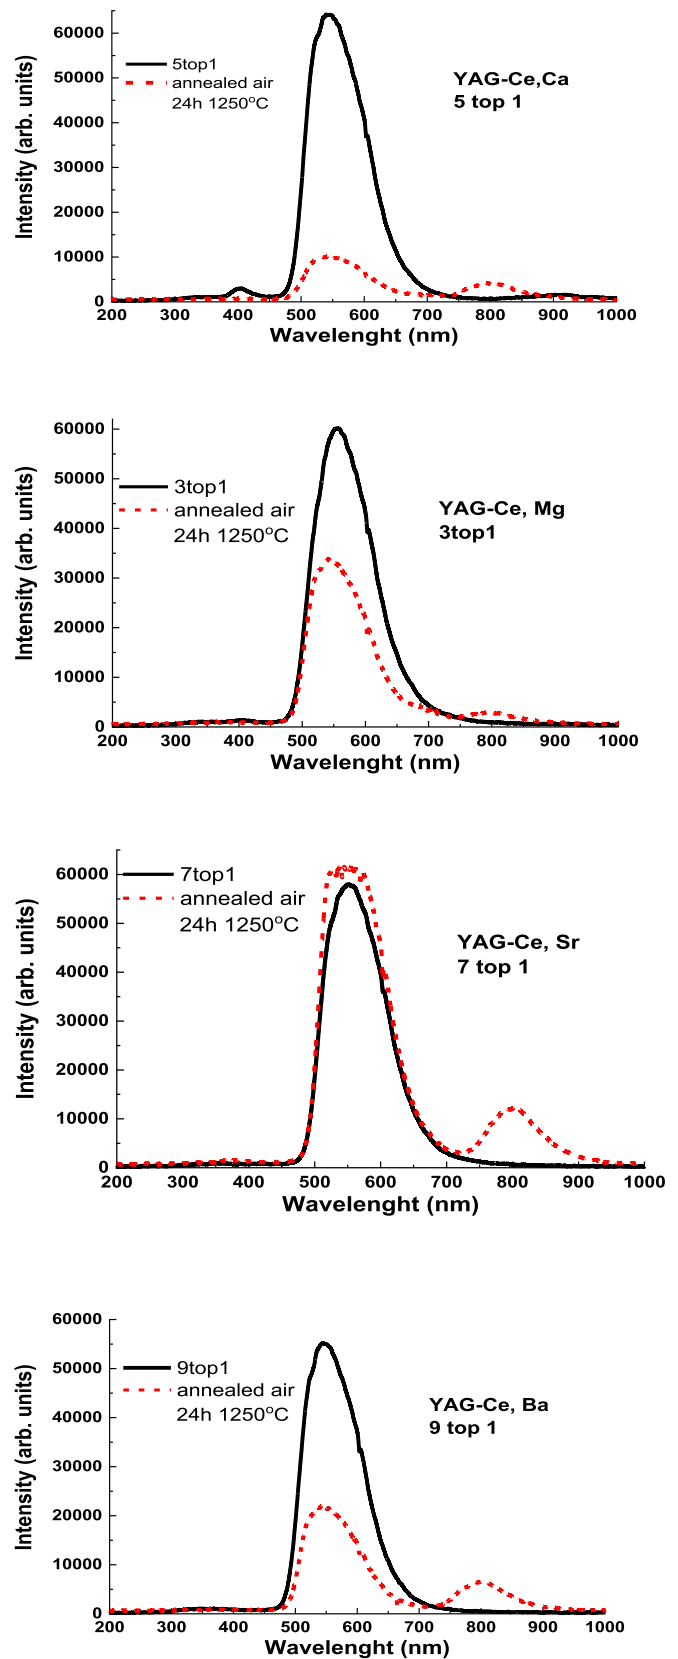 60000
50000
40000
30000
20000
10000
0
Intensity (arb. units)
5top1
annealed air
24h 1250°C
YAG-Ce,Ca
5 top 1
200 300 400 500 600 700 800 900 1000
Wavelenght (nm)
60000
50000
40000
30000
20000
10000
0
Intensity (arb. units)
3top1
annealed air
24h 1250°C
YAG-Ce, Mg
3top1
200 300 400 500 600 700 800 900 1000
Wavelenght (nm)
60000
50000
40000
30000
20000
10000
0
Intensity (arb. units)
7top1
annealed air
24h 1250°C
YAG-Ce, Sr
7 top 1
200 300 400 500 600 700 800 900 1000
Wavelenght (nm)
60000
50000
40000
30000
20000
10000
0
Intensity (arb. units)
9top1
annealed air
24h 1250°C
YAG-Ce, Ba
9 top 1
200 300 400 500 600 700 800 900 1000
Wavelenght (nm)